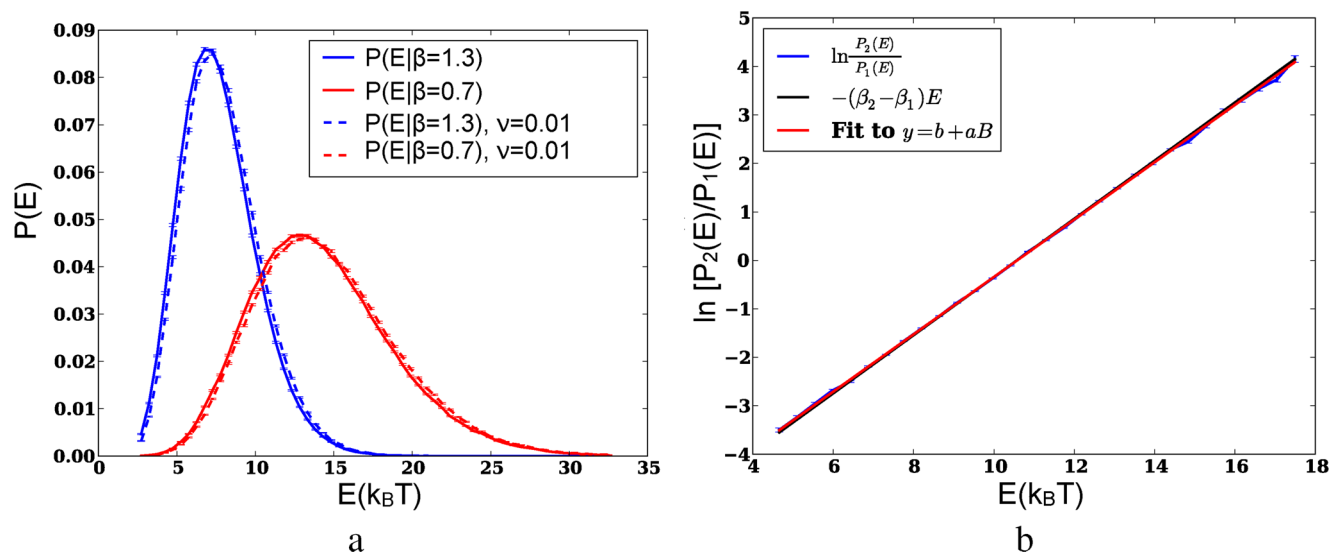 0.09
0.08
0.07
0.06
0.05
0.04
0.03
0.02
0.01
0.00
P(E)
P(E|β=1.3)
P(E|β=0.7)
P(E|β=1.3), ν=0.01
P(E|β=0.7), ν=0.01
0 5 10 15 20 25 30 35
E(k_BT)
a
5
4
3
2
1
0
−1
−2
−3
−4
ln [P₂(E)/P₁(E)]
ln P₂(E)/P₁(E)
−(β₂−β₁)E
Fit to y=b+aB
4 6 8 10 12 14 16 18
E(k_BT)
b